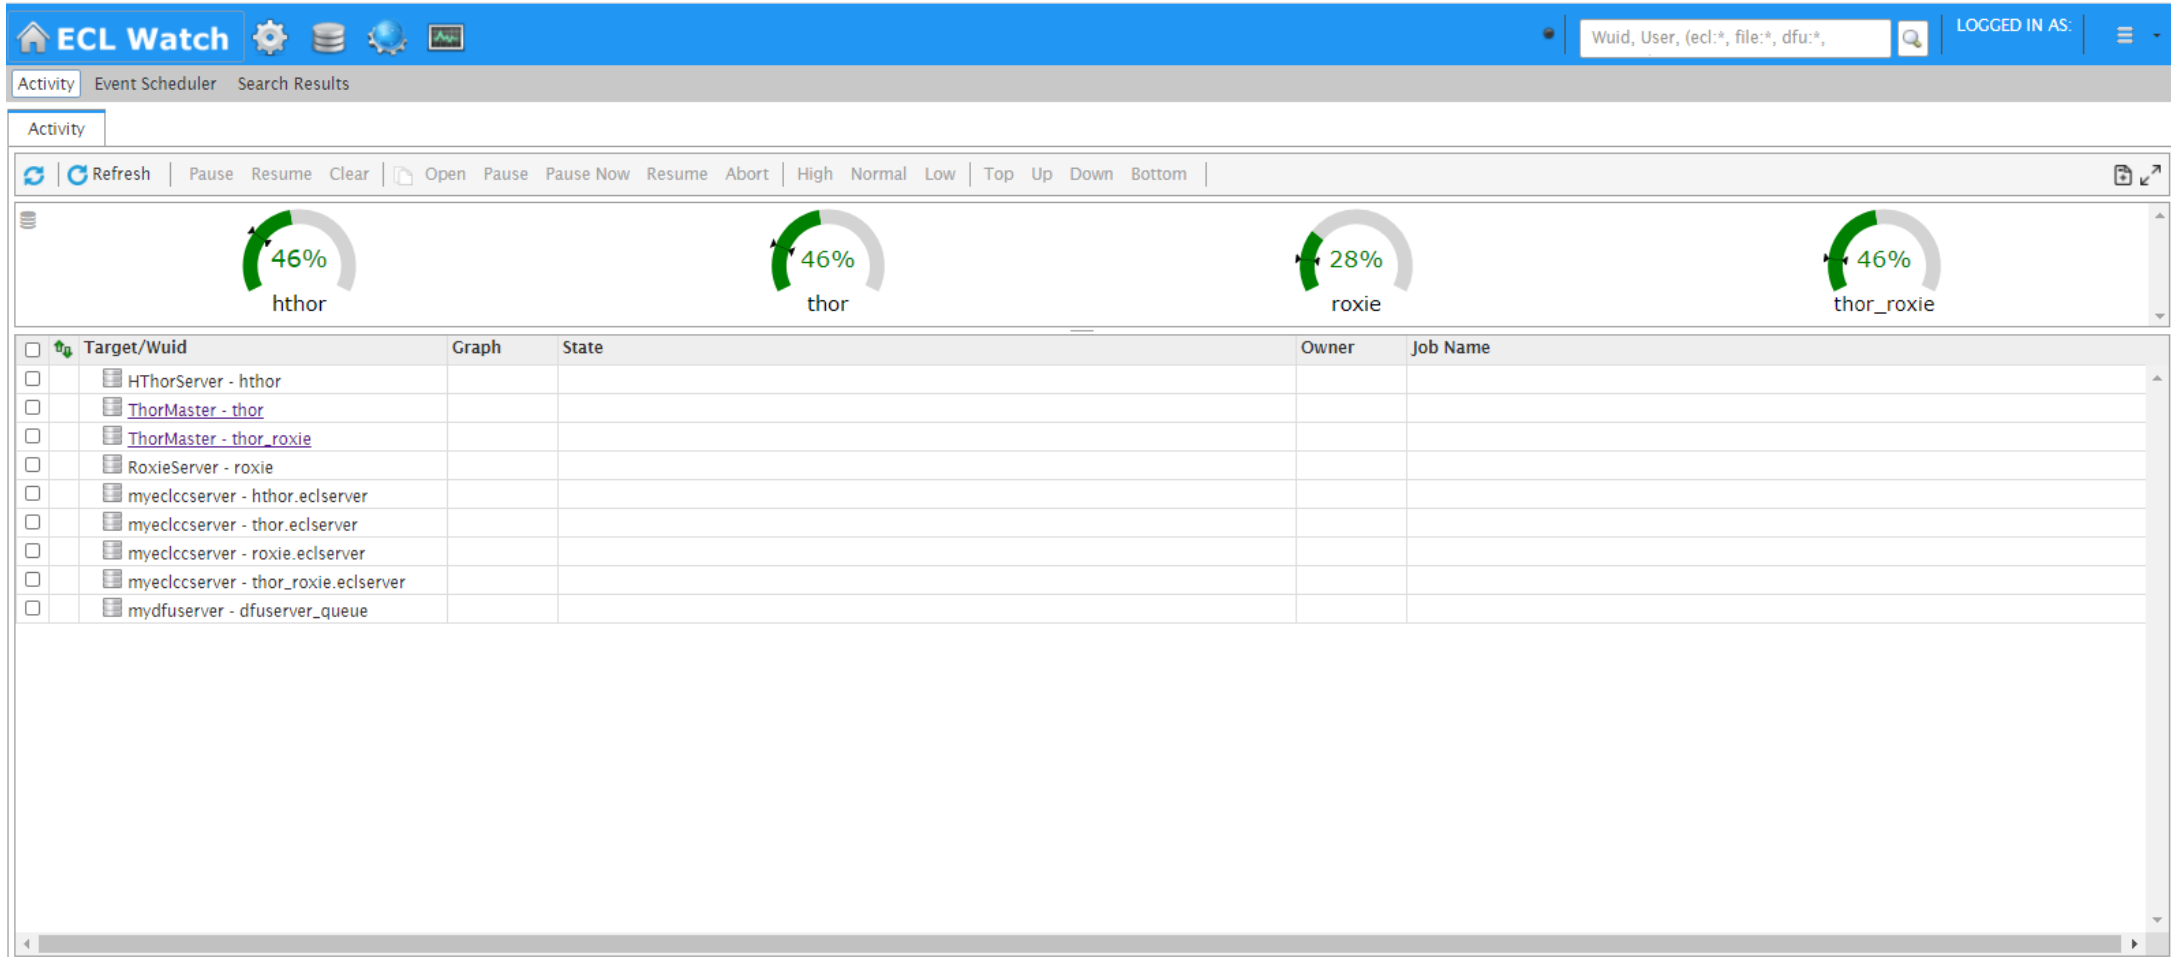 ECL Watch
Wuid, User, (ecl:*, file:*, dfu:*,
LOGGED IN AS:
Activity Event Scheduler Search Results
Activity
Refresh Pause Resume Clear Open Pause Pause Now Resume Abort High Normal Low Top Up Down Bottom
46% 46% 28% 46%
hthor thor roxie thor_roxie
Target/Wuid Graph State Owner Job Name
HThorServer - hthor
ThorMaster - thor
ThorMaster - thor_roxie
RoxieServer - roxie
myeclccserver - hthor.eclserver
myeclccserver - thor.eclserver
myeclccserver - roxie.eclserver
myeclccserver - thor_roxie.eclserver
mydfuserver - dfuserver_queue